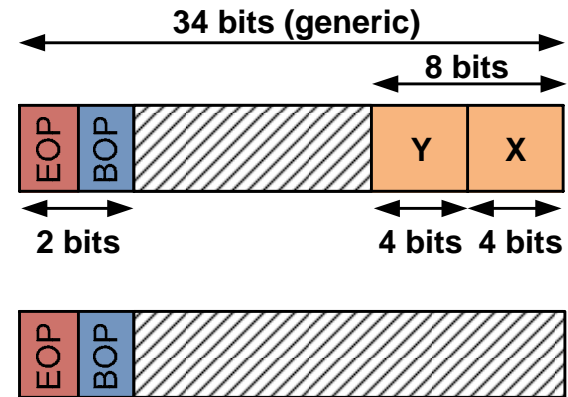 34 bits (generic)
8 bits
EOP BOP Y X
2 bits 4 bits 4 bits
EOP BOP